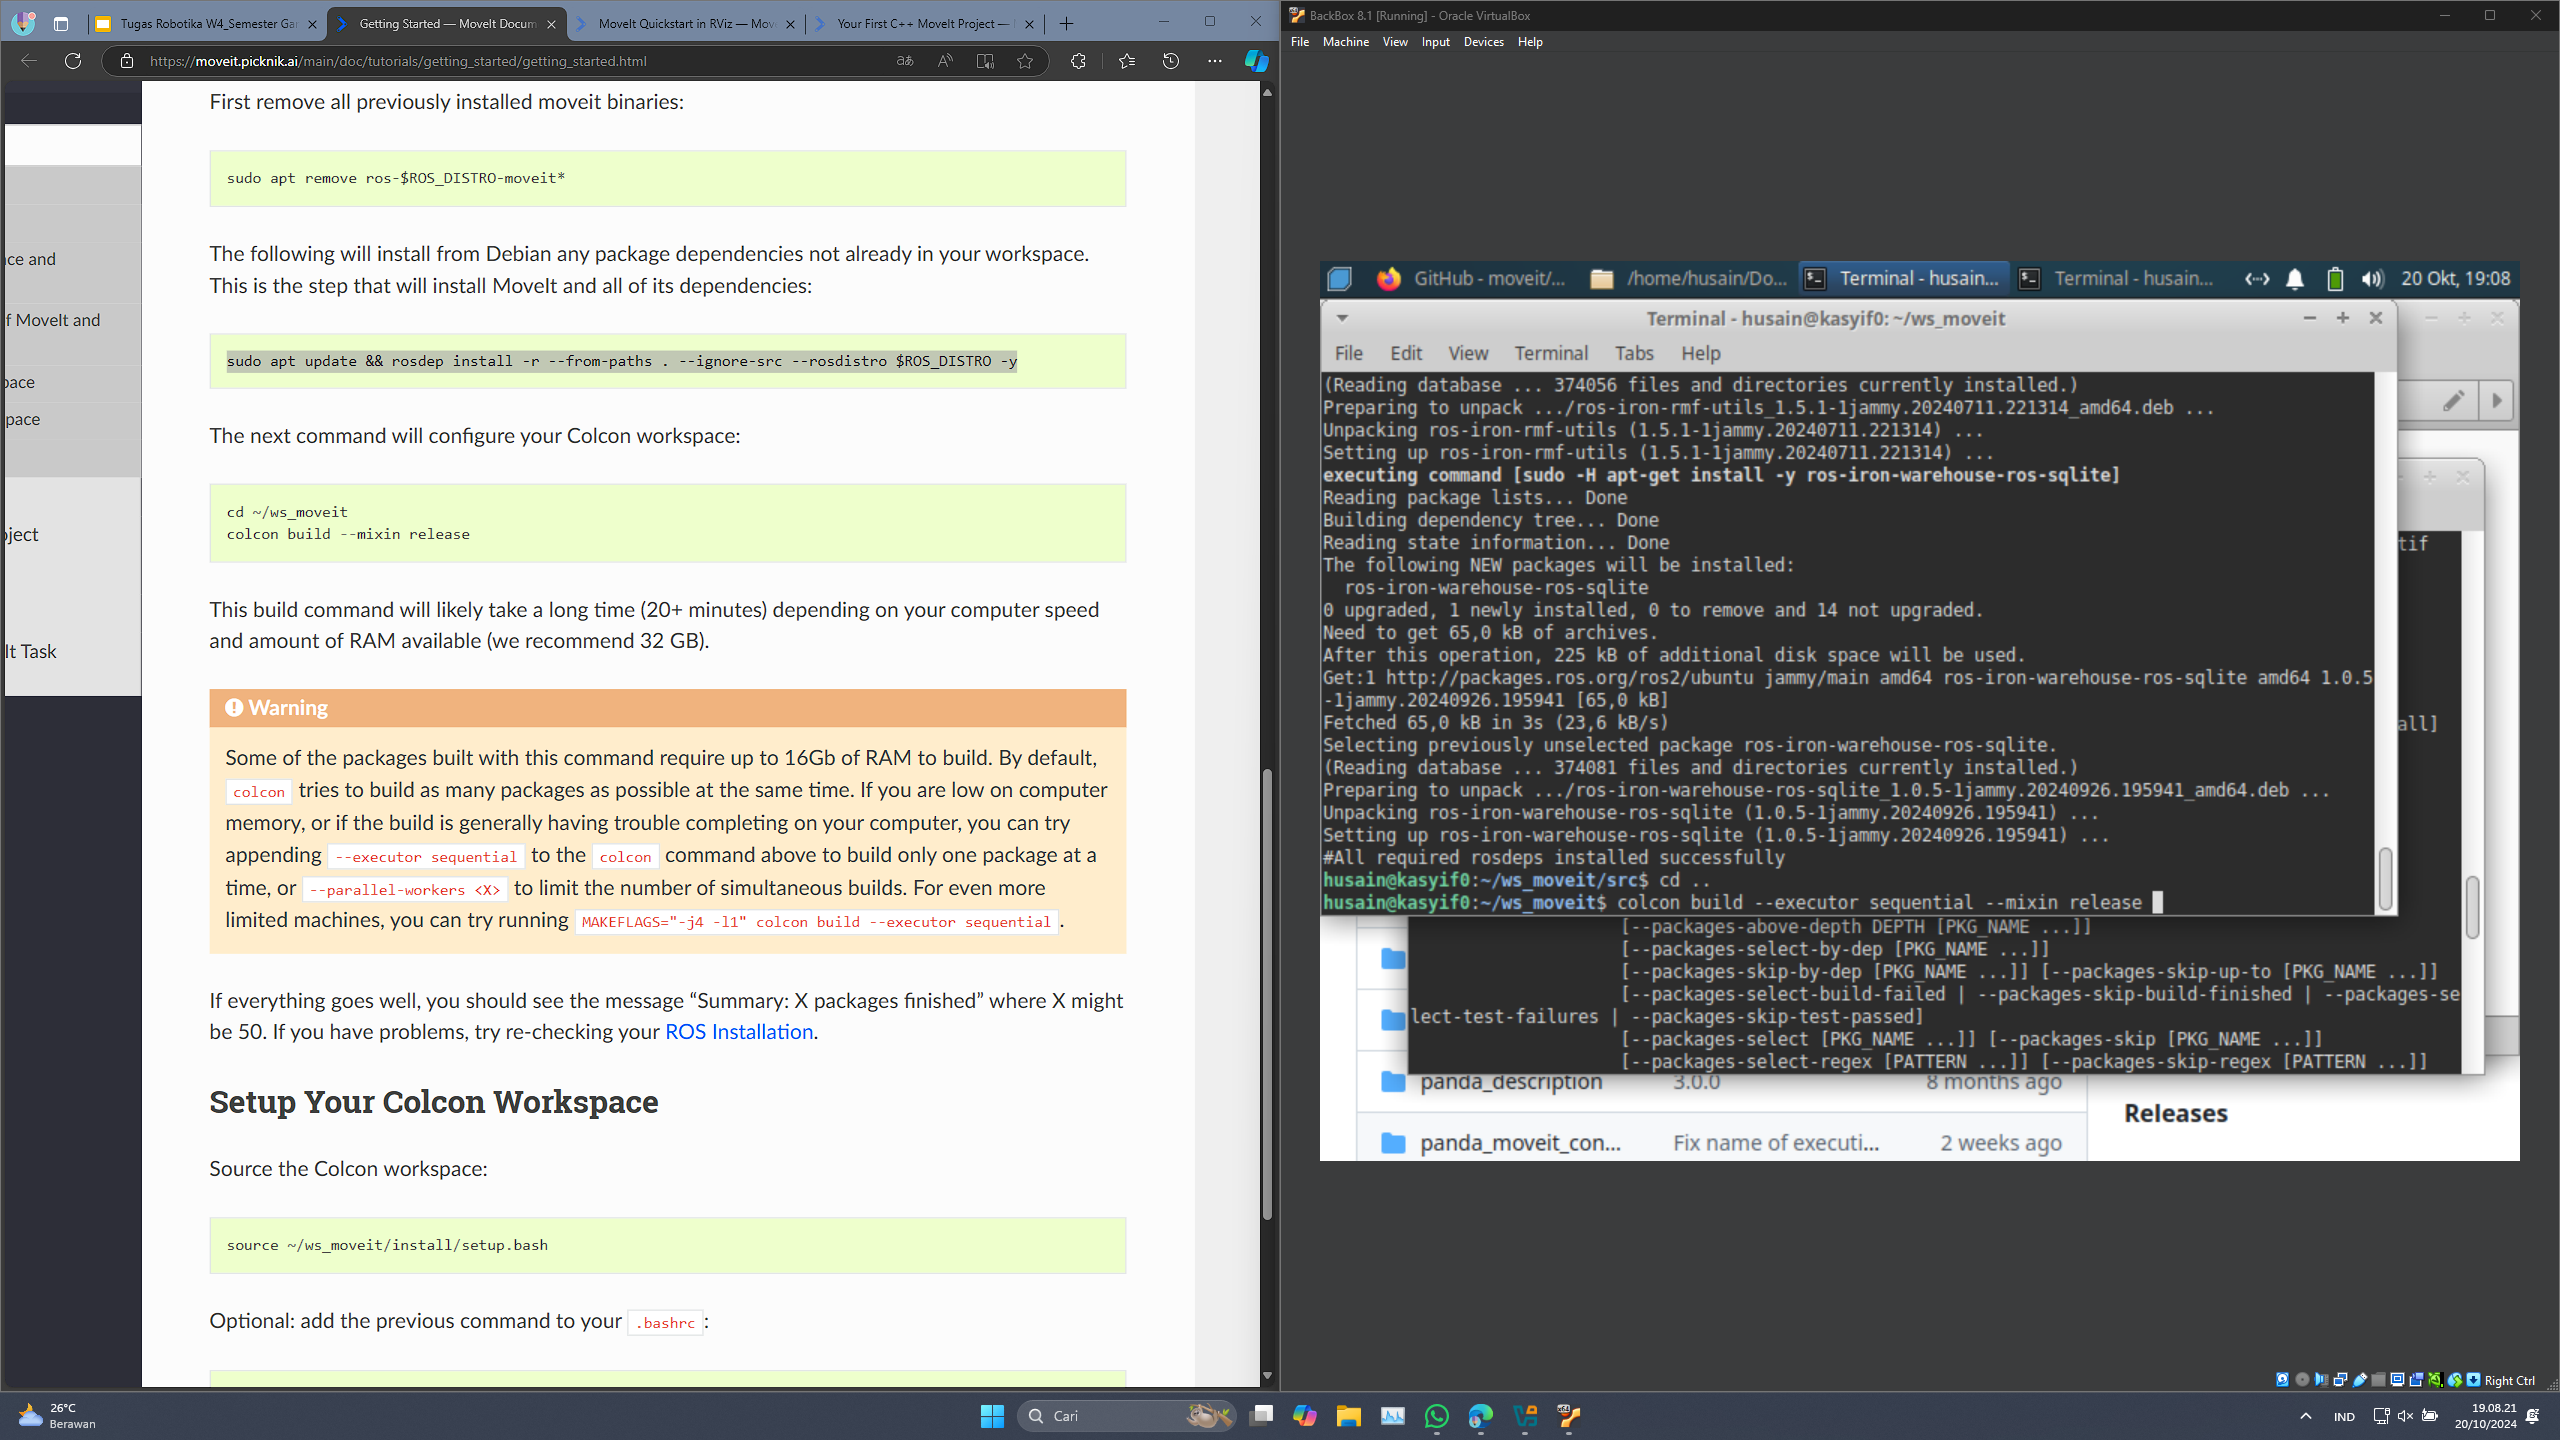 Tugas Robotika W4_Semester Ga
Getting Started — MoveIt Docum
MoveIt Quickstart in RViz — Mov
Your First C++ MoveIt Project —
https://moveit.picknik.ai/main/doc/tutorials/getting_started/getting_started.html
ce and
f MoveIt and
pace
pace
ject
It Task
First remove all previously installed moveit binaries:
sudo apt remove ros-$ROS_DISTRO-moveit*
The following will install from Debian any package dependencies not already in your workspace.
This is the step that will install MoveIt and all of its dependencies:
sudo apt update && rosdep install -r --from-paths . --ignore-src --rosdistro $ROS_DISTRO -y
The next command will configure your Colcon workspace:
cd ~/ws_moveit
colcon build --mixin release
This build command will likely take a long time (20+ minutes) depending on your computer speed
and amount of RAM available (we recommend 32 GB).
Warning
Some of the packages built with this command require up to 16Gb of RAM to build. By default,
colcon tries to build as many packages as possible at the same time. If you are low on computer
memory, or if the build is generally having trouble completing on your computer, you can try
appending --executor sequential to the colcon command above to build only one package at a
time, or --parallel-workers <X> to limit the number of simultaneous builds. For even more
limited machines, you can try running MAKEFLAGS="-j4 -l1" colcon build --executor sequential .
If everything goes well, you should see the message “Summary: X packages finished” where X might
be 50. If you have problems, try re-checking your ROS Installation.
Setup Your Colcon Workspace
Source the Colcon workspace:
source ~/ws_moveit/install/setup.bash
Optional: add the previous command to your .bashrc :
BackBox 8.1 [Running] - Oracle VirtualBox
File Machine View Input Devices Help
GitHub - moveit/... /home/husain/Do... Terminal - husain... Terminal - husain... 20 Okt, 19:08
Terminal - husain@kasyif0: ~/ws_moveit
File Edit View Terminal Tabs Help
(Reading database ... 374056 files and directories currently installed.)
Preparing to unpack .../ros-iron-rmf-utils_1.5.1-1jammy.20240711.221314_amd64.deb ...
Unpacking ros-iron-rmf-utils (1.5.1-1jammy.20240711.221314) ...
Setting up ros-iron-rmf-utils (1.5.1-1jammy.20240711.221314) ...
executing command [sudo -H apt-get install -y ros-iron-warehouse-ros-sqlite]
Reading package lists... Done
Building dependency tree... Done
Reading state information... Done
The following NEW packages will be installed:
ros-iron-warehouse-ros-sqlite
0 upgraded, 1 newly installed, 0 to remove and 14 not upgraded.
Need to get 65,0 kB of archives.
After this operation, 225 kB of additional disk space will be used.
Get:1 http://packages.ros.org/ros2/ubuntu jammy/main amd64 ros-iron-warehouse-ros-sqlite amd64 1.0.5
-1jammy.20240926.195941 [65,0 kB]
Fetched 65,0 kB in 3s (23,6 kB/s)
Selecting previously unselected package ros-iron-warehouse-ros-sqlite.
(Reading database ... 374081 files and directories currently installed.)
Preparing to unpack .../ros-iron-warehouse-ros-sqlite_1.0.5-1jammy.20240926.195941_amd64.deb ...
Unpacking ros-iron-warehouse-ros-sqlite (1.0.5-1jammy.20240926.195941) ...
Setting up ros-iron-warehouse-ros-sqlite (1.0.5-1jammy.20240926.195941) ...
#All required rosdeps installed successfully
husain@kasyif0:~/ws_moveit/src$ cd ..
husain@kasyif0:~/ws_moveit$ colcon build --executor sequential --mixin release
tif
all]
[--packages-above-depth DEPTH [PKG_NAME ...]]
[--packages-select-by-dep [PKG_NAME ...]]
[--packages-skip-by-dep [PKG_NAME ...]] [--packages-skip-up-to [PKG_NAME ...]]
[--packages-select-build-failed | --packages-skip-build-finished | --packages-se
lect-test-failures | --packages-skip-test-passed]
[--packages-select [PKG_NAME ...]] [--packages-skip [PKG_NAME ...]]
[--packages-select-regex [PATTERN ...]] [--packages-skip-regex [PATTERN ...]]
panda_description 3.0.0 8 months ago
panda_moveit_con... Fix name of executi... 2 weeks ago
Releases
Right Ctrl
26°C
Berawan
Cari
IND
19.08.21
20/10/2024